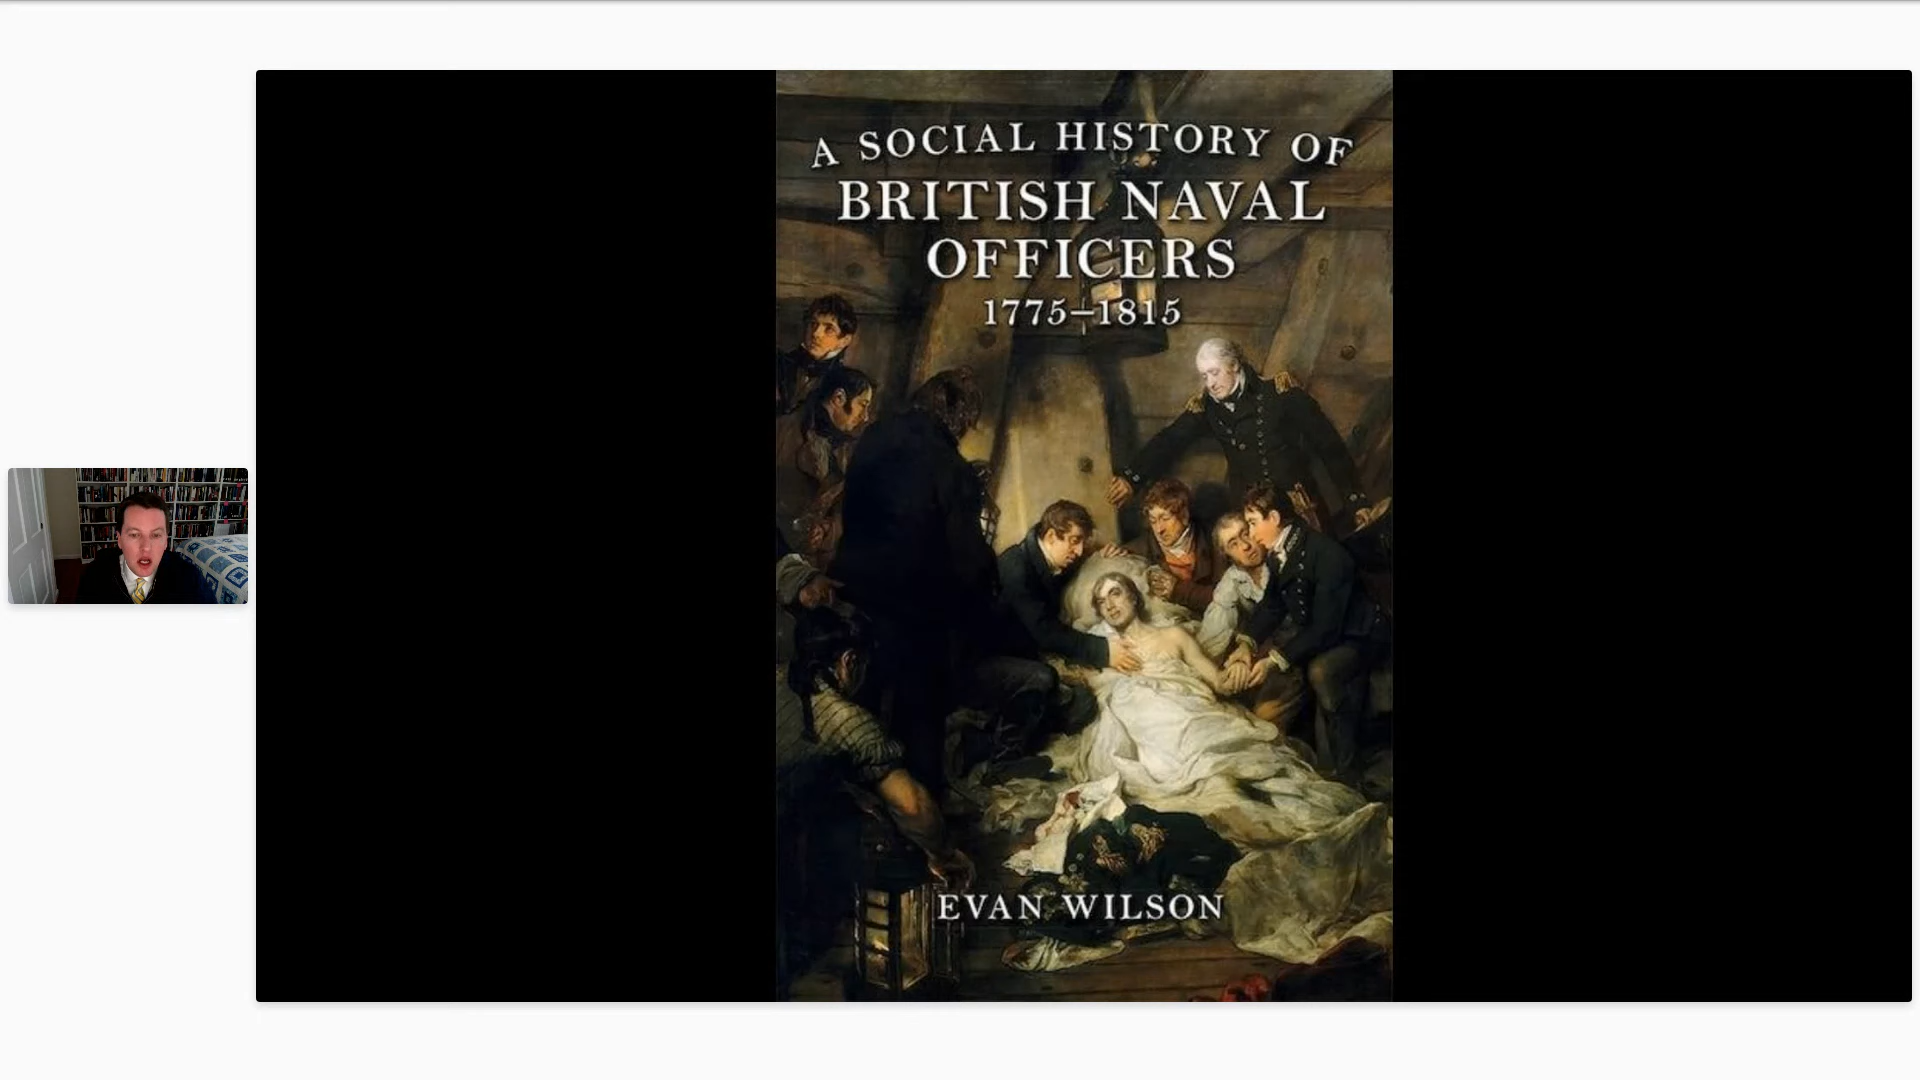 A SOCIAL HISTORY OF
BRITISH NAVAL
OFFICERS
1775–1815
EVAN WILSON